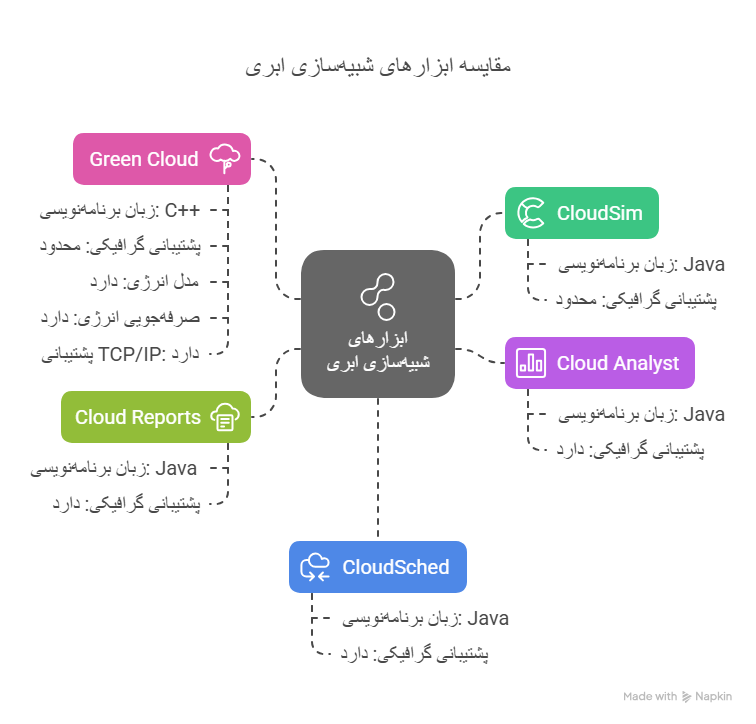 مقایسه ابزارهای شبیه‌سازی ابری
Green Cloud
زبان برنامه‌نویسی: C++
پشتیبانی گرافیکی: محدود
مدل انرژی: دارد
صرفه‌جویی انرژی: دارد
پشتیبانی TCP/IP: دارد
Cloud Reports
زبان برنامه‌نویسی: Java
پشتیبانی گرافیکی: دارد
ابزارهای
شبیه‌سازی ابری
CloudSim
زبان برنامه‌نویسی: Java
پشتیبانی گرافیکی: محدود
Cloud Analyst
زبان برنامه‌نویسی: Java
پشتیبانی گرافیکی: دارد
CloudSched
زبان برنامه‌نویسی: Java
پشتیبانی گرافیکی: دارد
Made with Napkin